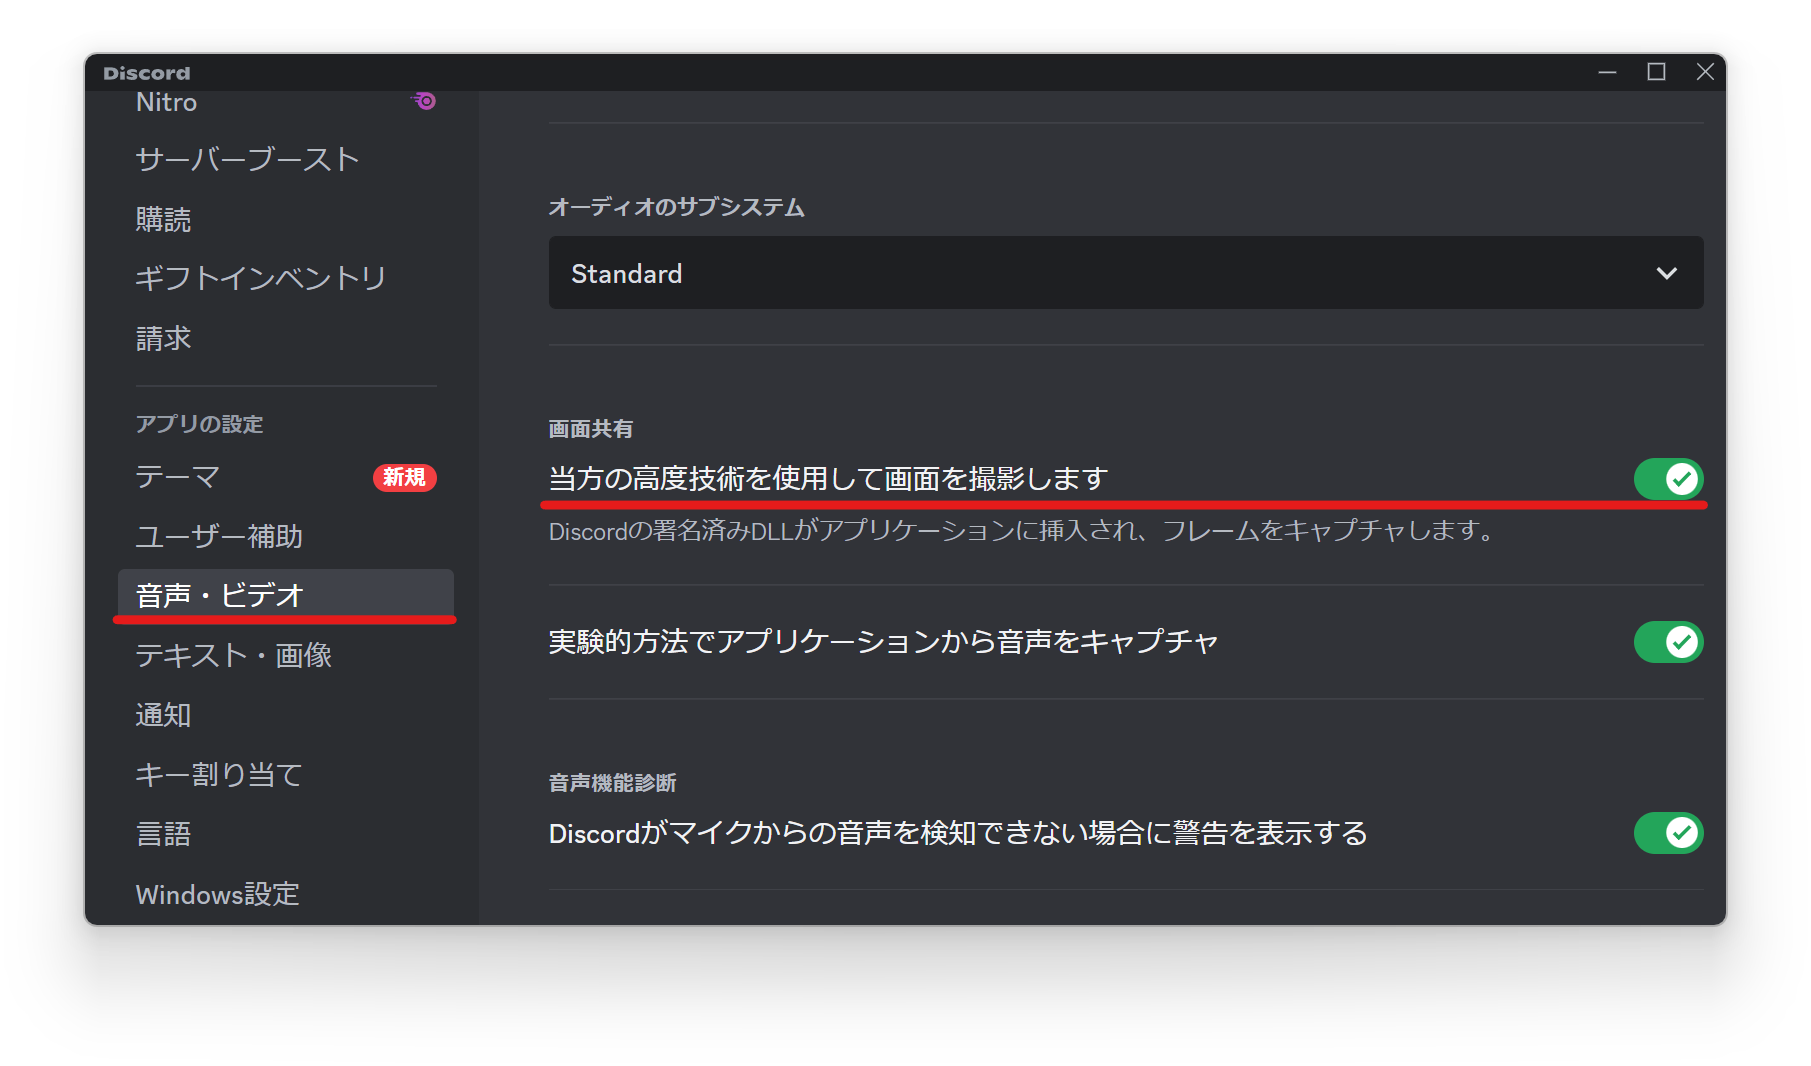 Discord
Nitro
サーバーブースト
購読
ギフトインベントリ
請求
アプリの設定
テーマ 新規
ユーザー補助
音声・ビデオ
テキスト・画像
通知
キー割り当て
言語
Windows設定
オーディオのサブシステム
Standard
画面共有
当方の高度技術を使用して画面を撮影します
Discordの署名済みDLLがアプリケーションに挿入され、フレームをキャプチャします。
実験的方法でアプリケーションから音声をキャプチャ
音声機能診断
Discordがマイクからの音声を検知できない場合に警告を表示する